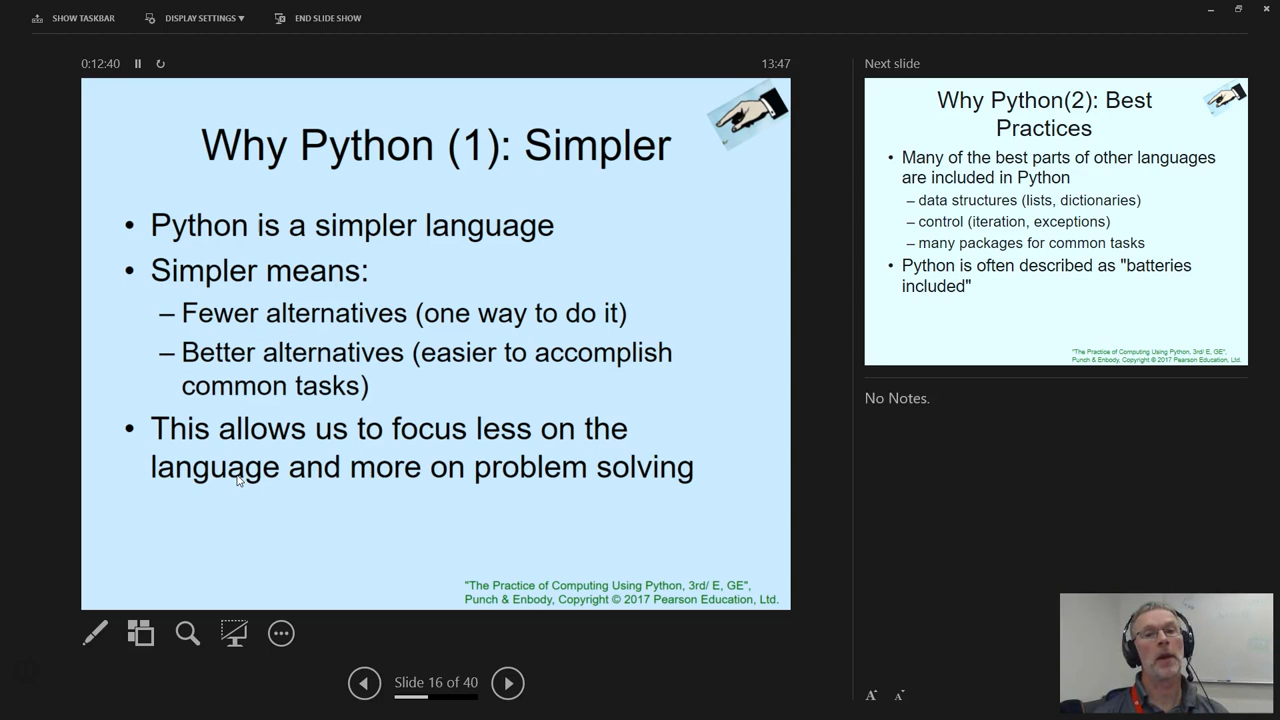 SHOW TASKBAR
DISPLAY SETTINGS ▼
END SLIDE SHOW
0:12:40
13:47
Why Python (1): Simpler
• Python is a simpler language
• Simpler means:
– Fewer alternatives (one way to do it)
– Better alternatives (easier to accomplish
common tasks)
• This allows us to focus less on the
language and more on problem solving
"The Practice of Computing Using Python, 3rd/ E, GE",
Punch & Enbody, Copyright © 2017 Pearson Education, Ltd.
Slide 16 of 40
Next slide
Why Python(2): Best
Practices
• Many of the best parts of other languages
are included in Python
– data structures (lists, dictionaries)
– control (iteration, exceptions)
– many packages for common tasks
• Python is often described as "batteries
included"
"The Practice of Computing Using Python, 3rd/ E, GE",
Punch & Enbody, Copyright © 2017 Pearson Education, Ltd.
No Notes.
A A